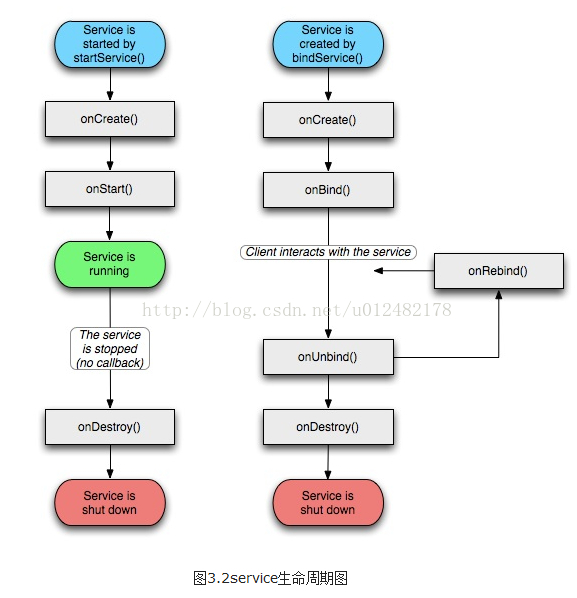 Service is
started by
startService()
onCreate()
onStart()
Service is
running
The service
is stopped
(no callback)
onDestroy()
Service is
shut down
Service is
created by
bindService()
onCreate()
onBind()
Client interacts with the service
onRebind()
onUnbind()
onDestroy()
Service is
shut down
http://blog.csdn.net/u012482178
图3.2service生命周期图